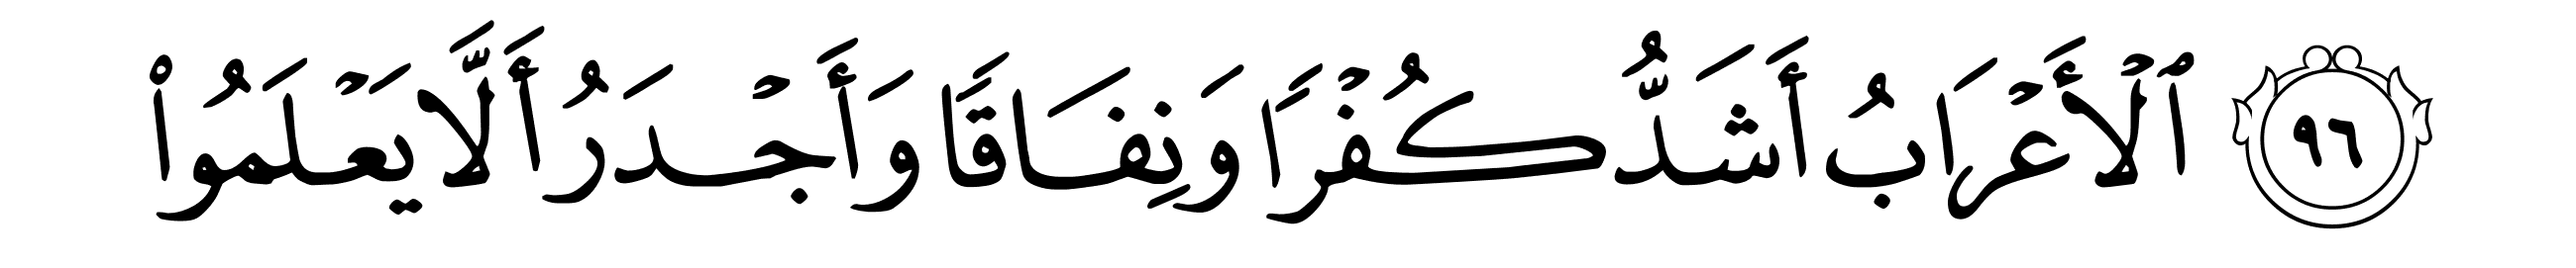 ٩٦ ٱلْأَعْرَابُ أَشَدُّ كُفْرًا وَنِفَاقًا وَأَجْدَرُ أَلَّا يَعْلَمُوا۟